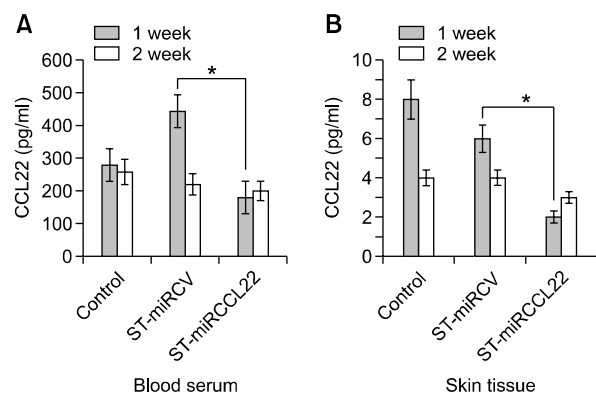 A
1 week
2 week
CCL22 (pg/ml)
600
500
400
300
200
100
0
*
Control
ST-miRCV
ST-miRCCL22
Blood serum
B
1 week
2 week
CCL22 (pg/ml)
10
8
6
4
2
0
*
Control
ST-miRCV
ST-miRCCL22
Skin tissue